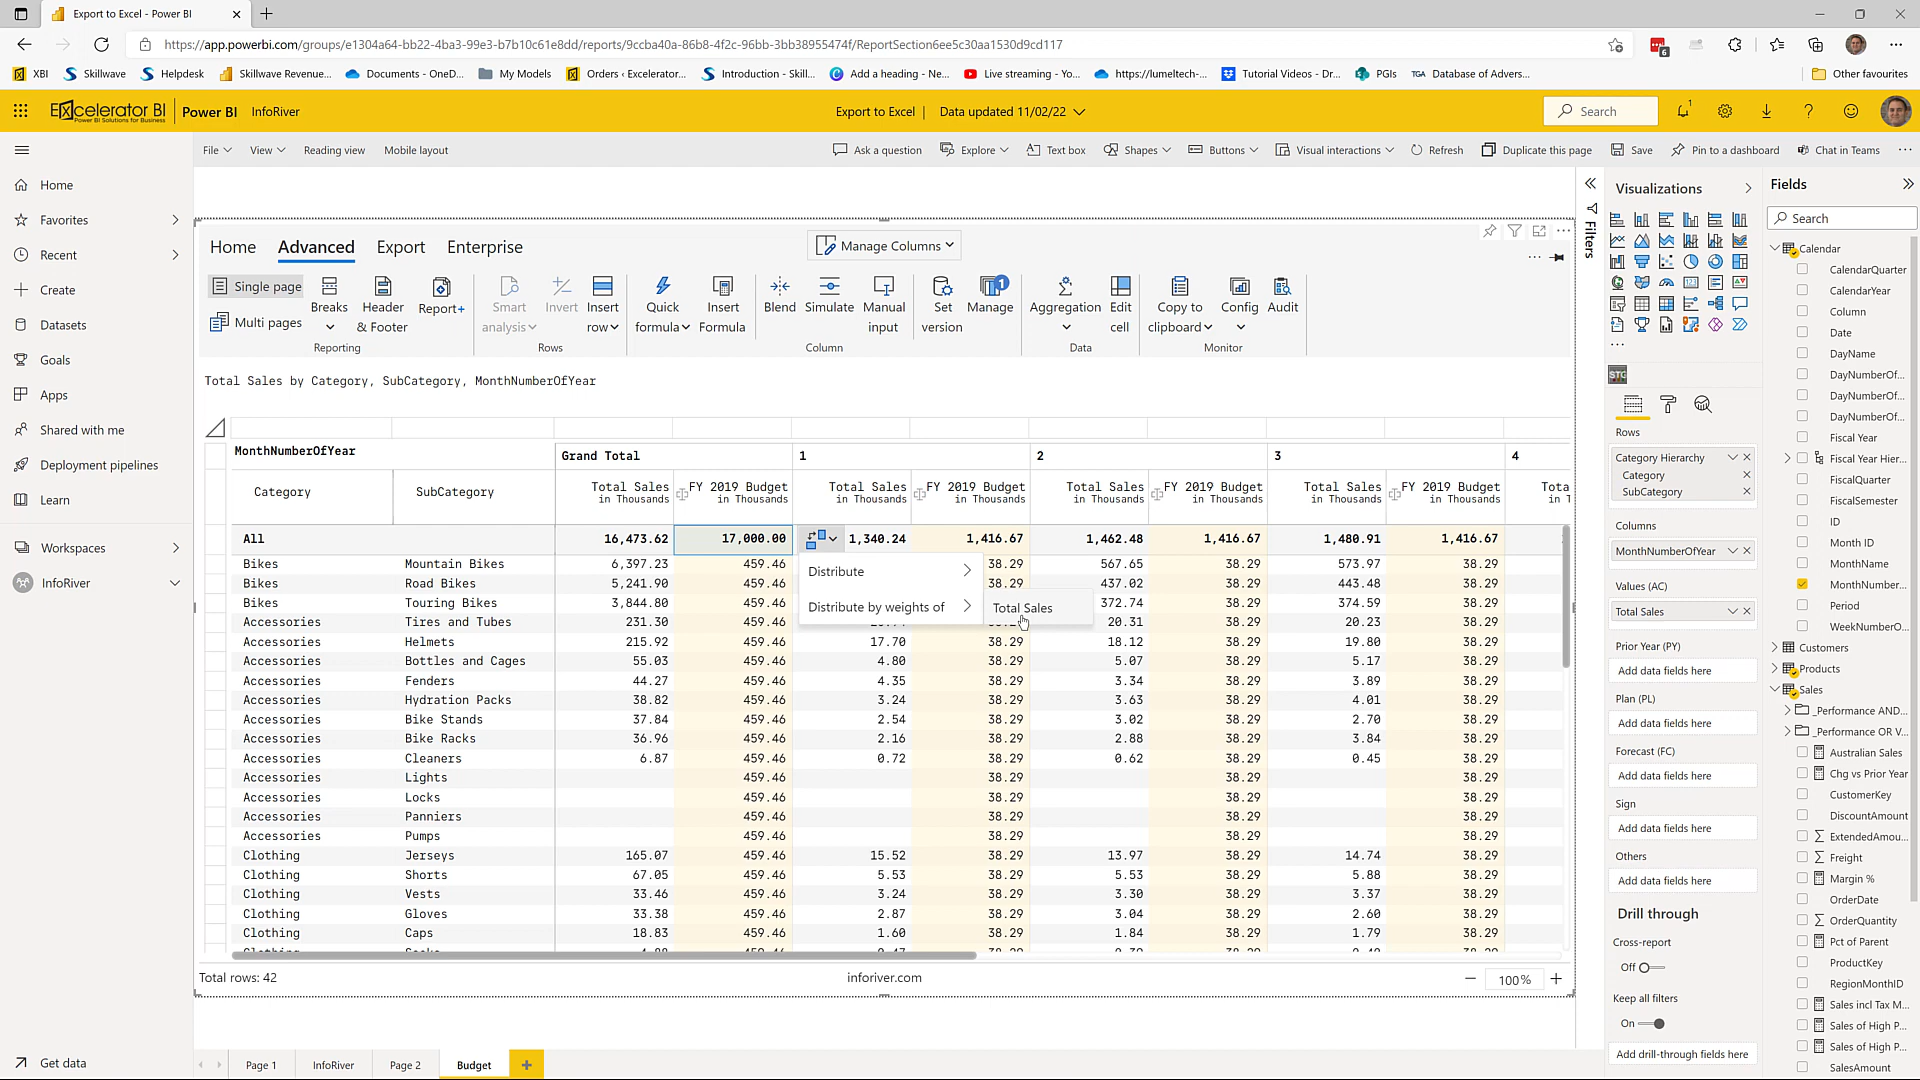 Export to Excel - Power BI
https://app.powerbi.com/groups/e1304a64-bb22-4ba3-99e3-b7b10c61e8dd/reports/9ccba40a-86b8-4f2c-96bb-3bb38955474f/ReportSection6ee5c30aa1530d9cd117
6
XBI Skillwave Helpdesk Skillwave Revenue... Documents - OneD... My Models Orders ‹ Excelerator... Introduction - Skill... Add a heading - Ne... Live streaming - Yo... https://lumeltech-... Tutorial Videos - Dr... PGIs TGA Database of Advers... Other favourites
Excelerator BI
Power BI Solutions for Business
Power BI InfoRiver Export to Excel Data updated 11/02/22 Search 1
File View Reading view Mobile layout Ask a question Explore Text box Shapes Buttons Visual interactions Refresh Duplicate this page Save Pin to a dashboard Chat in Teams
Home
Favorites
Recent
Create
Datasets
Goals
Apps
Shared with me
Deployment pipelines
Learn
Workspaces
InfoRiver
Get data
Home Advanced Export Enterprise Manage Columns
Single page Breaks Header & Footer Report+ Smart analysis Invert Insert row Quick formula Insert Formula Blend Simulate Manual input Set version Manage 1 Aggregation Edit cell Copy to clipboard Config Audit
Multi pages
Reporting Rows Column Data Monitor
Total Sales by Category, SubCategory, MonthNumberOfYear
MonthNumberOfYear Grand Total 1 2 3 4
Category SubCategory Total Sales FY 2019 Budget Total Sales FY 2019 Budget Total Sales FY 2019 Budget Total Sales FY 2019 Budget Tota
in Thousands in Thousands in Thousands in Thousands in Thousands in Thousands in Thousands in Thousands in T
All 16,473.62 17,000.00 1,340.24 1,416.67 1,462.48 1,416.67 1,480.91 1,416.67
Bikes Mountain Bikes 6,397.23 459.46 38.29 567.65 38.29 573.97 38.29
Bikes Road Bikes 5,241.90 459.46 38.29 437.02 38.29 443.48 38.29
Bikes Touring Bikes 3,844.80 459.46 372.74 38.29 374.59 38.29
Accessories Tires and Tubes 231.30 459.46 20.31 38.29 20.23 38.29
Accessories Helmets 215.92 459.46 17.70 38.29 18.12 38.29 19.80 38.29
Accessories Bottles and Cages 55.03 459.46 4.80 38.29 5.07 38.29 5.17 38.29
Accessories Fenders 44.27 459.46 4.35 38.29 3.34 38.29 3.89 38.29
Accessories Hydration Packs 38.82 459.46 3.24 38.29 3.63 38.29 4.01 38.29
Accessories Bike Stands 37.84 459.46 2.54 38.29 3.02 38.29 2.70 38.29
Accessories Bike Racks 36.96 459.46 2.16 38.29 2.88 38.29 3.84 38.29
Accessories Cleaners 6.87 459.46 0.72 38.29 0.62 38.29 0.45 38.29
Accessories Lights 459.46 38.29 38.29 38.29
Accessories Locks 459.46 38.29 38.29 38.29
Accessories Panniers 459.46 38.29 38.29 38.29
Accessories Pumps 459.46 38.29 38.29 38.29
Clothing Jerseys 165.07 459.46 15.52 38.29 13.97 38.29 14.74 38.29
Clothing Shorts 67.05 459.46 5.53 38.29 5.53 38.29 5.88 38.29
Clothing Vests 33.46 459.46 3.24 38.29 3.30 38.29 3.37 38.29
Clothing Gloves 33.38 459.46 2.87 38.29 3.04 38.29 2.60 38.29
Clothing Caps 18.83 459.46 1.60 38.29 1.84 38.29 1.79 38.29
Distribute
Distribute by weights of
Total Sales
Total rows: 42 inforiver.com 100%
Page 1 InfoRiver Page 2 Budget
Filters
Visualizations
STG
Rows
Category Hierarchy
Category
SubCategory
Columns
MonthNumberOfYear
Values (AC)
Total Sales
Prior Year (PY)
Add data fields here
Plan (PL)
Add data fields here
Forecast (FC)
Add data fields here
Sign
Add data fields here
Others
Add data fields here
Drill through
Cross-report
Off
Keep all filters
On
Add drill-through fields here
Fields
Search
Calendar
CalendarQuarter
CalendarYear
Column
Date
DayName
DayNumberOf...
DayNumberOf...
DayNumberOf...
Fiscal Year
Fiscal Year Hier...
FiscalQuarter
FiscalSemester
ID
Month ID
MonthName
MonthNumber...
Period
WeekNumberO...
Customers
Products
Sales
_Performance AND...
_Performance OR V...
Australian Sales
Chg vs Prior Year
CustomerKey
DiscountAmount
ExtendedAmou...
Freight
Margin %
OrderDate
OrderQuantity
Pct of Parent
ProductKey
RegionMonthID
Sales incl Tax M...
Sales of High P...
Sales of High P...
SalesAmount